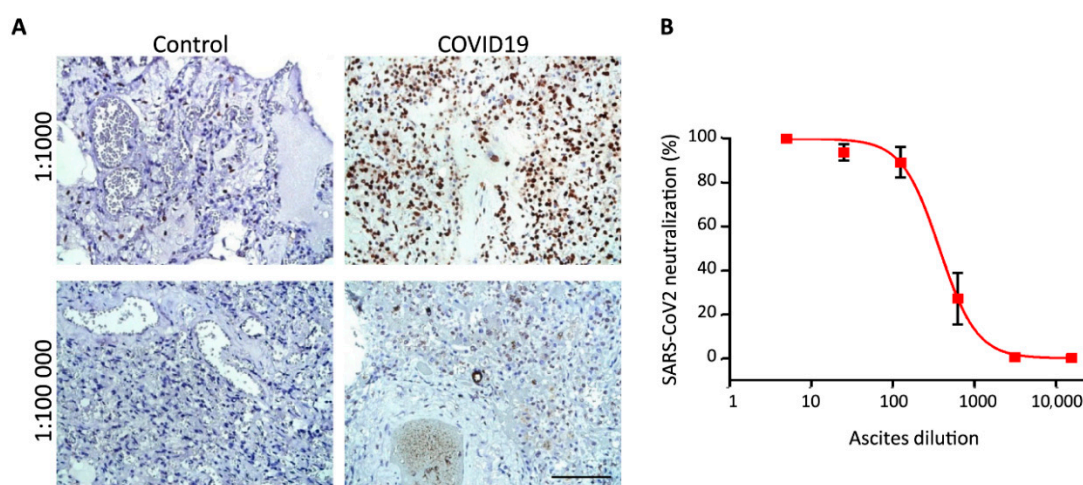 A
Control
COVID19
1:1000
1:100 000
B
SARS-CoV2 neutralization (%)
100
80
60
40
20
0
1
10
100
1000
10,000
Ascites dilution